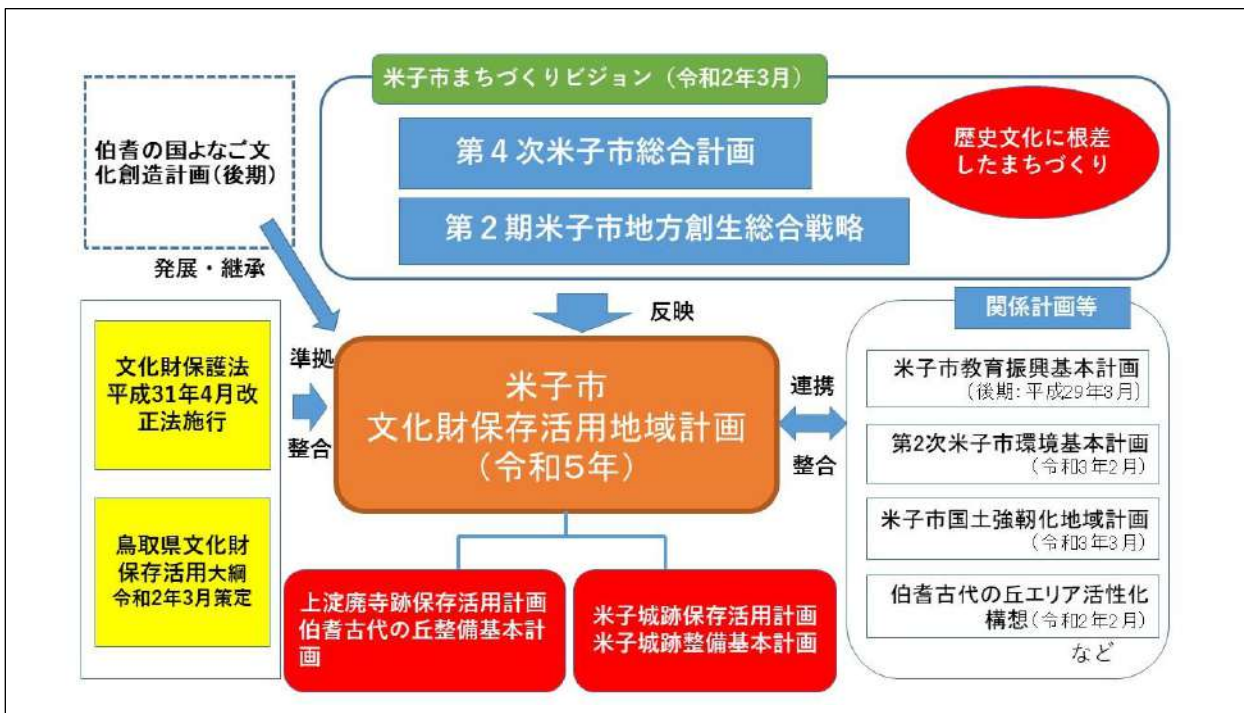 米子市まちづくりビジョン（令和2年3月）
第４次米子市総合計画
第２期米子市地方創生総合戦略
歴史文化に根差
したまちづくり
伯耆の国よなご文
化創造計画(後期)
発展・継承
反映
文化財保護法
平成31年4月改
正法施行
鳥取県文化財
保存活用大綱
令和2年3月策定
準拠
整合
米子市
文化財保存活用地域計画
（令和５年）
連携
整合
関係計画等
米子市教育振興基本計画
(後期：平成29年3月)
第2次米子市環境基本計画
(令和3年2月)
米子市国土強靭化地域計画
(令和3年3月)
伯耆古代の丘エリア活性化
構想(令和2年2月)
など
上淀廃寺跡保存活用計画
伯耆古代の丘整備基本計
画
米子城跡保存活用計画
米子城跡整備基本計画